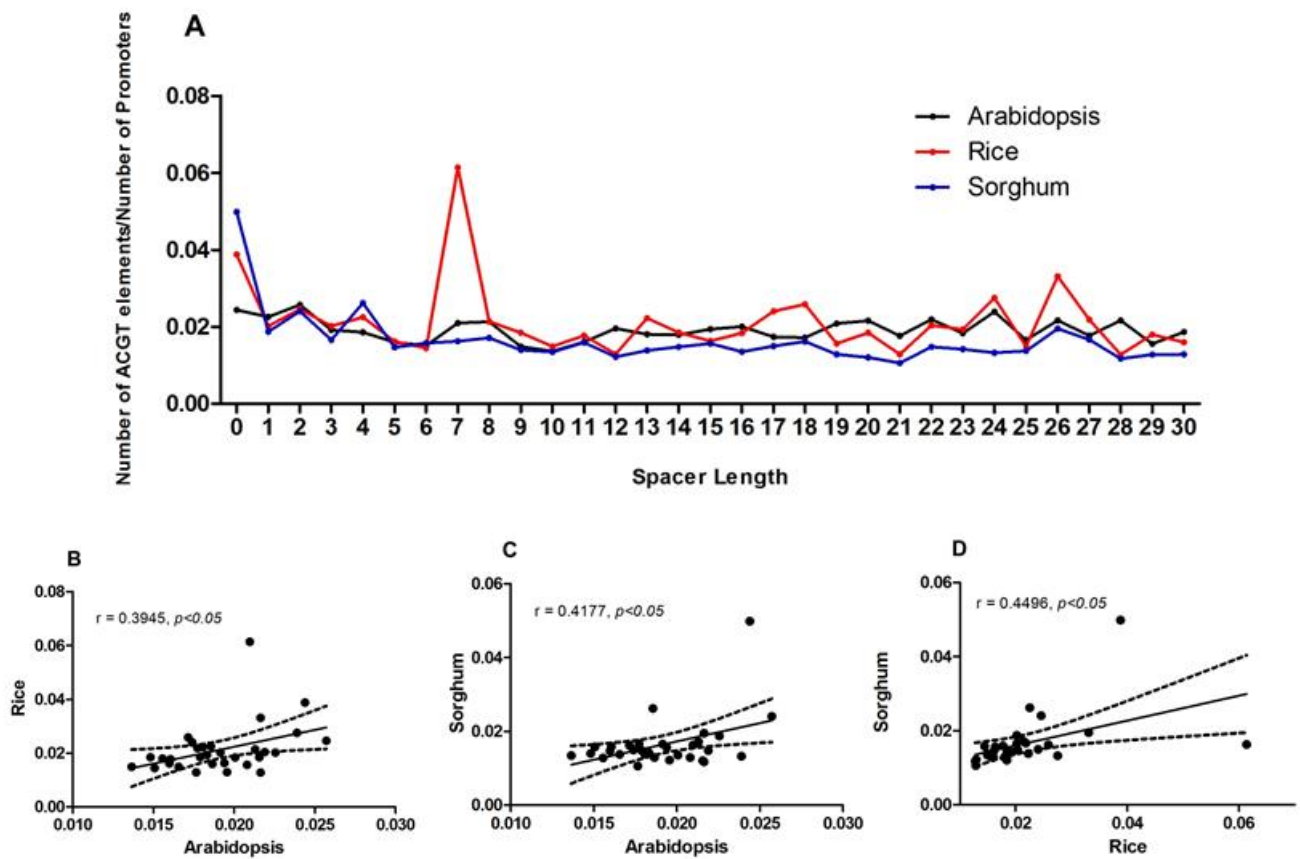 A
Number of ACGT elements/Number of Promoters
0.08
0.06
0.04
0.02
0.00
Arabidopsis
Rice
Sorghum
0 1 2 3 4 5 6 7 8 9 10 11 12 13 14 15 16 17 18 19 20 21 22 23 24 25 26 27 28 29 30
Spacer Length
B
r = 0.3945, p<0.05
Rice
0.08
0.06
0.04
0.02
0.00
0.010 0.015 0.020 0.025 0.030
Arabidopsis
C
r = 0.4177, p<0.05
Sorghum
0.06
0.04
0.02
0.00
0.010 0.015 0.020 0.025 0.030
Arabidopsis
D
r = 0.4496, p<0.05
Sorghum
0.06
0.04
0.02
0.00
0.02 0.04 0.06
Rice